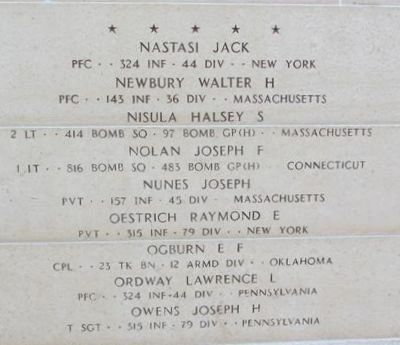 NASTASI JACK
PFC · · 324 INF · 44 DIV · · NEW YORK
NEWBURY WALTER H
PFC · · 143 INF · 36 DIV · · MASSACHUSETTS
NISULA HALSEY S
2 LT · · 414 BOMB SQ · 97 BOMB GP(H) · · MASSACHUSETTS
NOLAN JOSEPH F
1 LT · · 816 BOMB SQ · 483 BOMB GP(H) CONNECTICUT
NUNES JOSEPH
PVT · · 157 INF · 45 DIV · MASSACHUSETTS
OESTRICH RAYMOND E
PVT · · 315 INF · 79 DIV · · NEW YORK
OGBURN E F
CPL · · 23 TK BN · 12 ARMD DIV · · OKLAHOMA
ORDWAY LAWRENCE L
PFC · · 324 INF · 44 DIV · · PENNSYLVANIA
OWENS JOSEPH H
T SGT · · 315 INF · 79 DIV · · PENNSYLVANIA